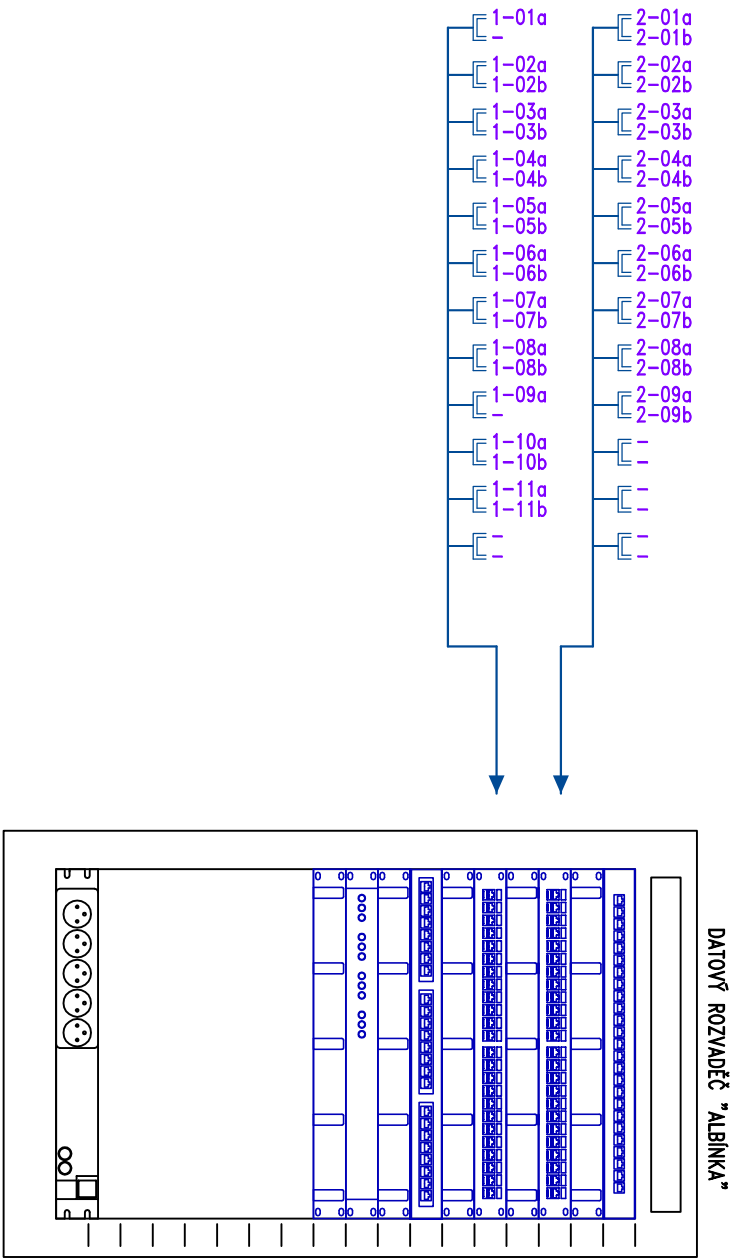 1-01a
-
1-02a
1-02b
1-03a
1-03b
1-04a
1-04b
1-05a
1-05b
1-06a
1-06b
1-07a
1-07b
1-08a
1-08b
1-09a
-
1-10a
1-10b
1-11a
1-11b
-
-
2-01a
2-01b
2-02a
2-02b
2-03a
2-03b
2-04a
2-04b
2-05a
2-05b
2-06a
2-06b
2-07a
2-07b
2-08a
2-08b
2-09a
2-09b
-
-
-
-
-
-
DATOVÝ ROZVADĚČ "ALBÍNKA"